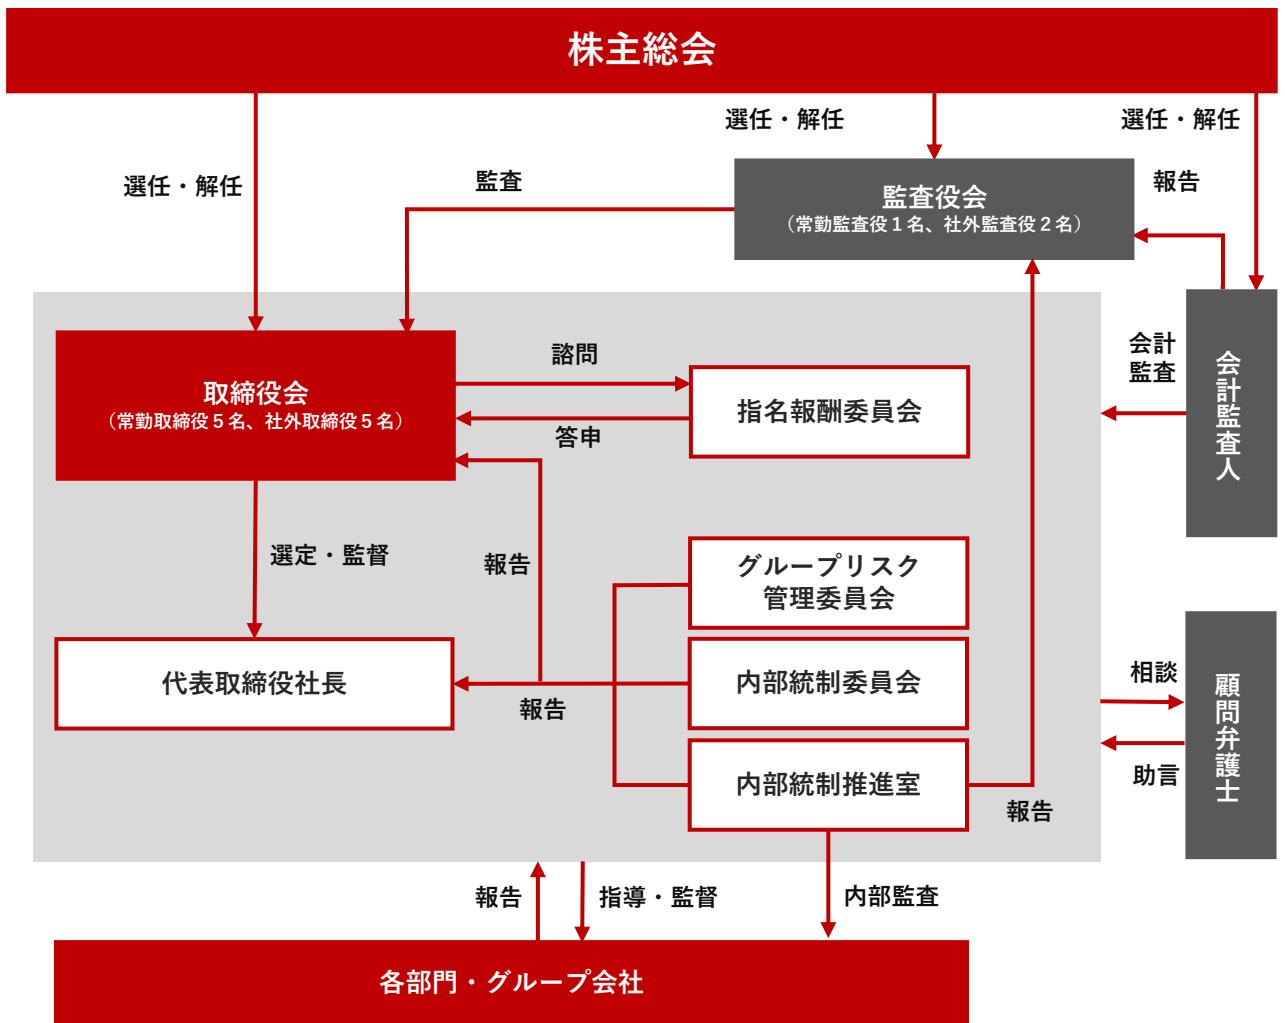 株主総会
選任・解任
選任・解任
選任・解任
監査
監査役会
（常勤監査役１名、社外監査役２名）
報告
取締役会
（常勤取締役５名、社外取締役５名）
諮問
答申
指名報酬委員会
会計
監査
会計監査人
選定・監督
報告
グループリスク
管理委員会
代表取締役社長
報告
内部統制委員会
内部統制推進室
報告
相談
助言
顧問弁護士
報告
指導・監督
内部監査
各部門・グループ会社